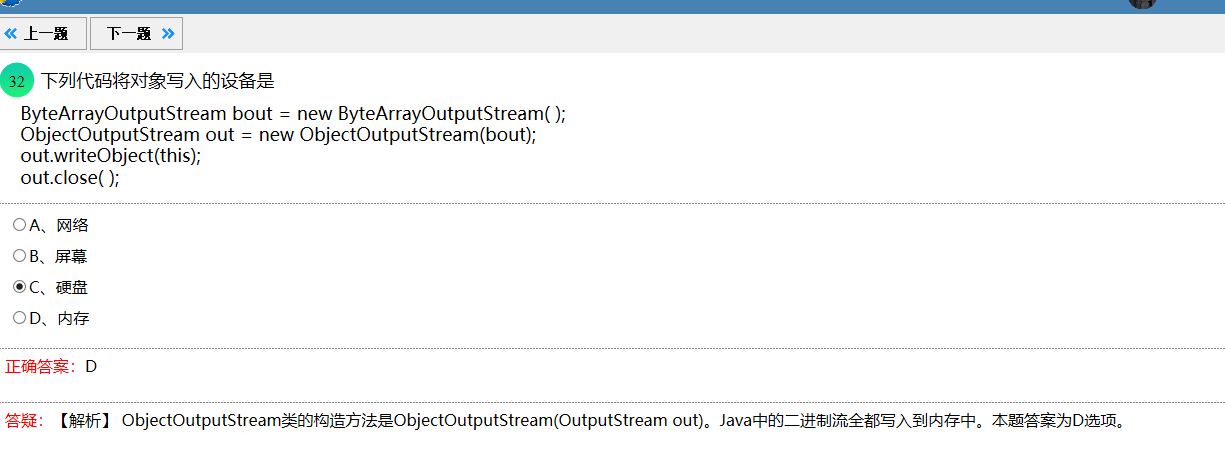 上一题 下一题
32 下列代码将对象写入的设备是
ByteArrayOutputStream bout = new ByteArrayOutputStream( );
ObjectOutputStream out = new ObjectOutputStream(bout);
out.writeObject(this);
out.close( );
A、网络
B、屏幕
C、硬盘
D、内存
正确答案：D
答疑：【解析】 ObjectOutputStream类的构造方法是ObjectOutputStream(OutputStream out)。Java中的二进制流全都写入到内存中。本题答案为D选项。